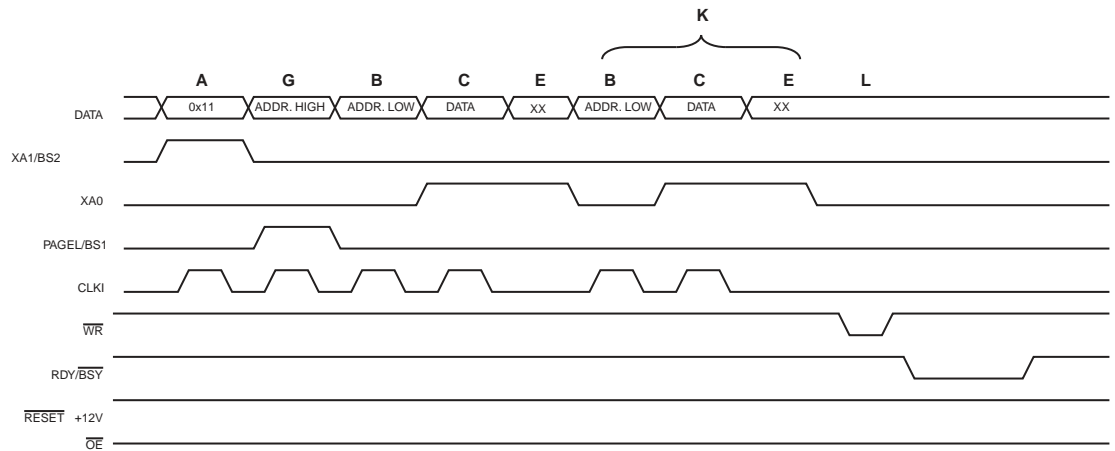 K
A G B C E B C E L
DATA 0x11 ADDR. HIGH ADDR. LOW DATA XX ADDR. LOW DATA XX
XA1/BS2
XA0
PAGEL/BS1
CLKI
WR
RDY/BSY
RESET +12V
OE